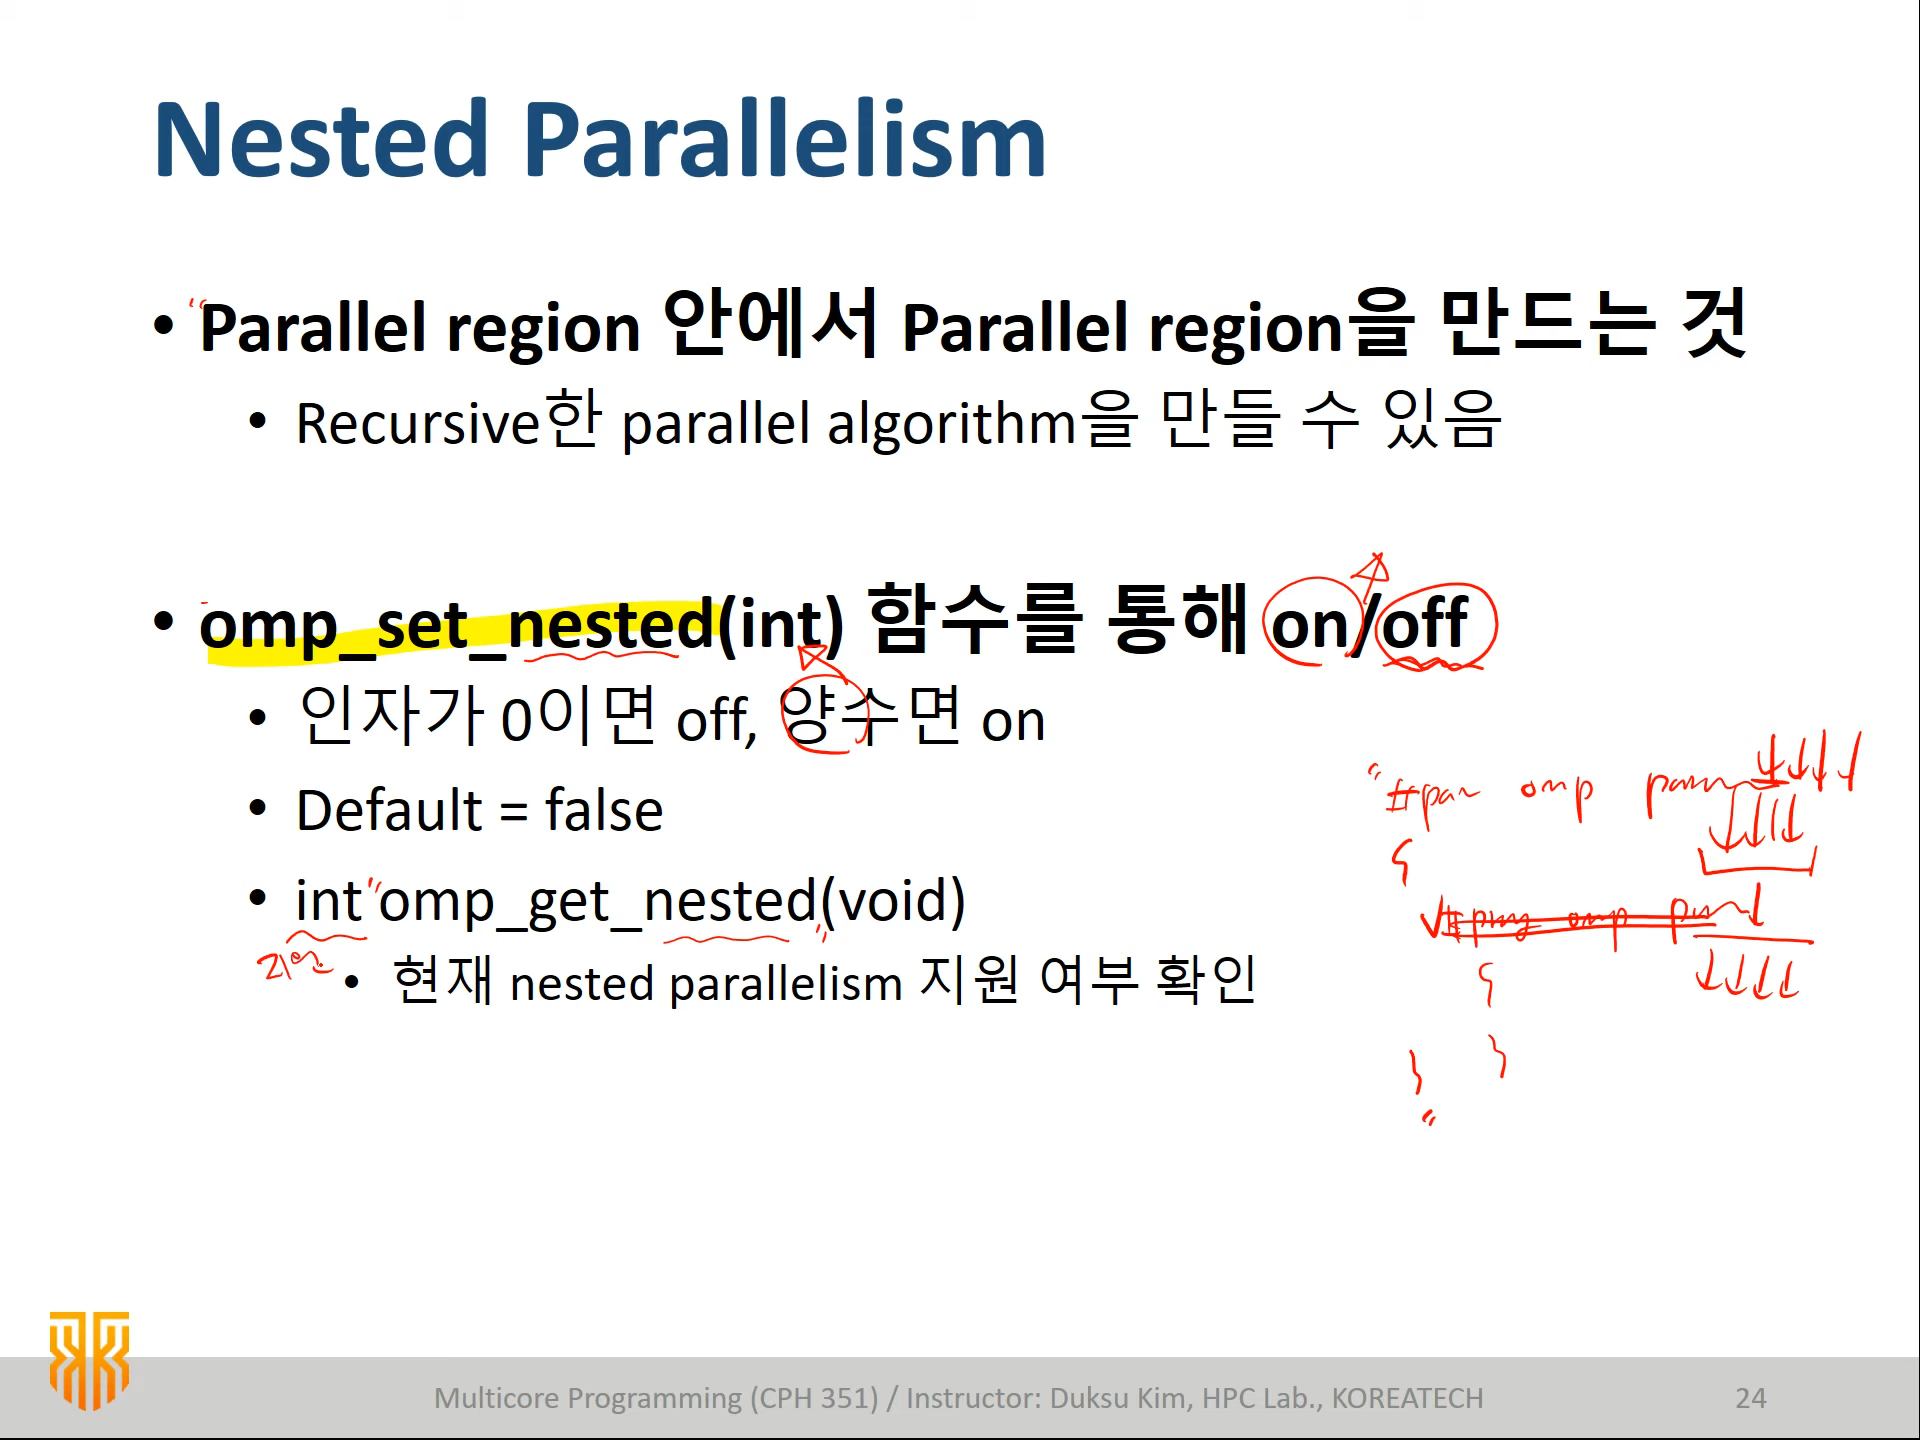 Nested Parallelism
• Parallel region 안에서 Parallel region을 만드는 것
• Recursive한 parallel algorithm을 만들 수 있음
• omp_set_nested(int) 함수를 통해 on/off
• 인자가 0이면 off, 양수면 on
• Default = false
• int omp_get_nested(void)
리언
• 현재 nested parallelism 지원 여부 확인
omp
{
omp
{
}
}
Multicore Programming (CPH 351) / Instructor: Duksu Kim, HPC Lab., KOREATECH
24